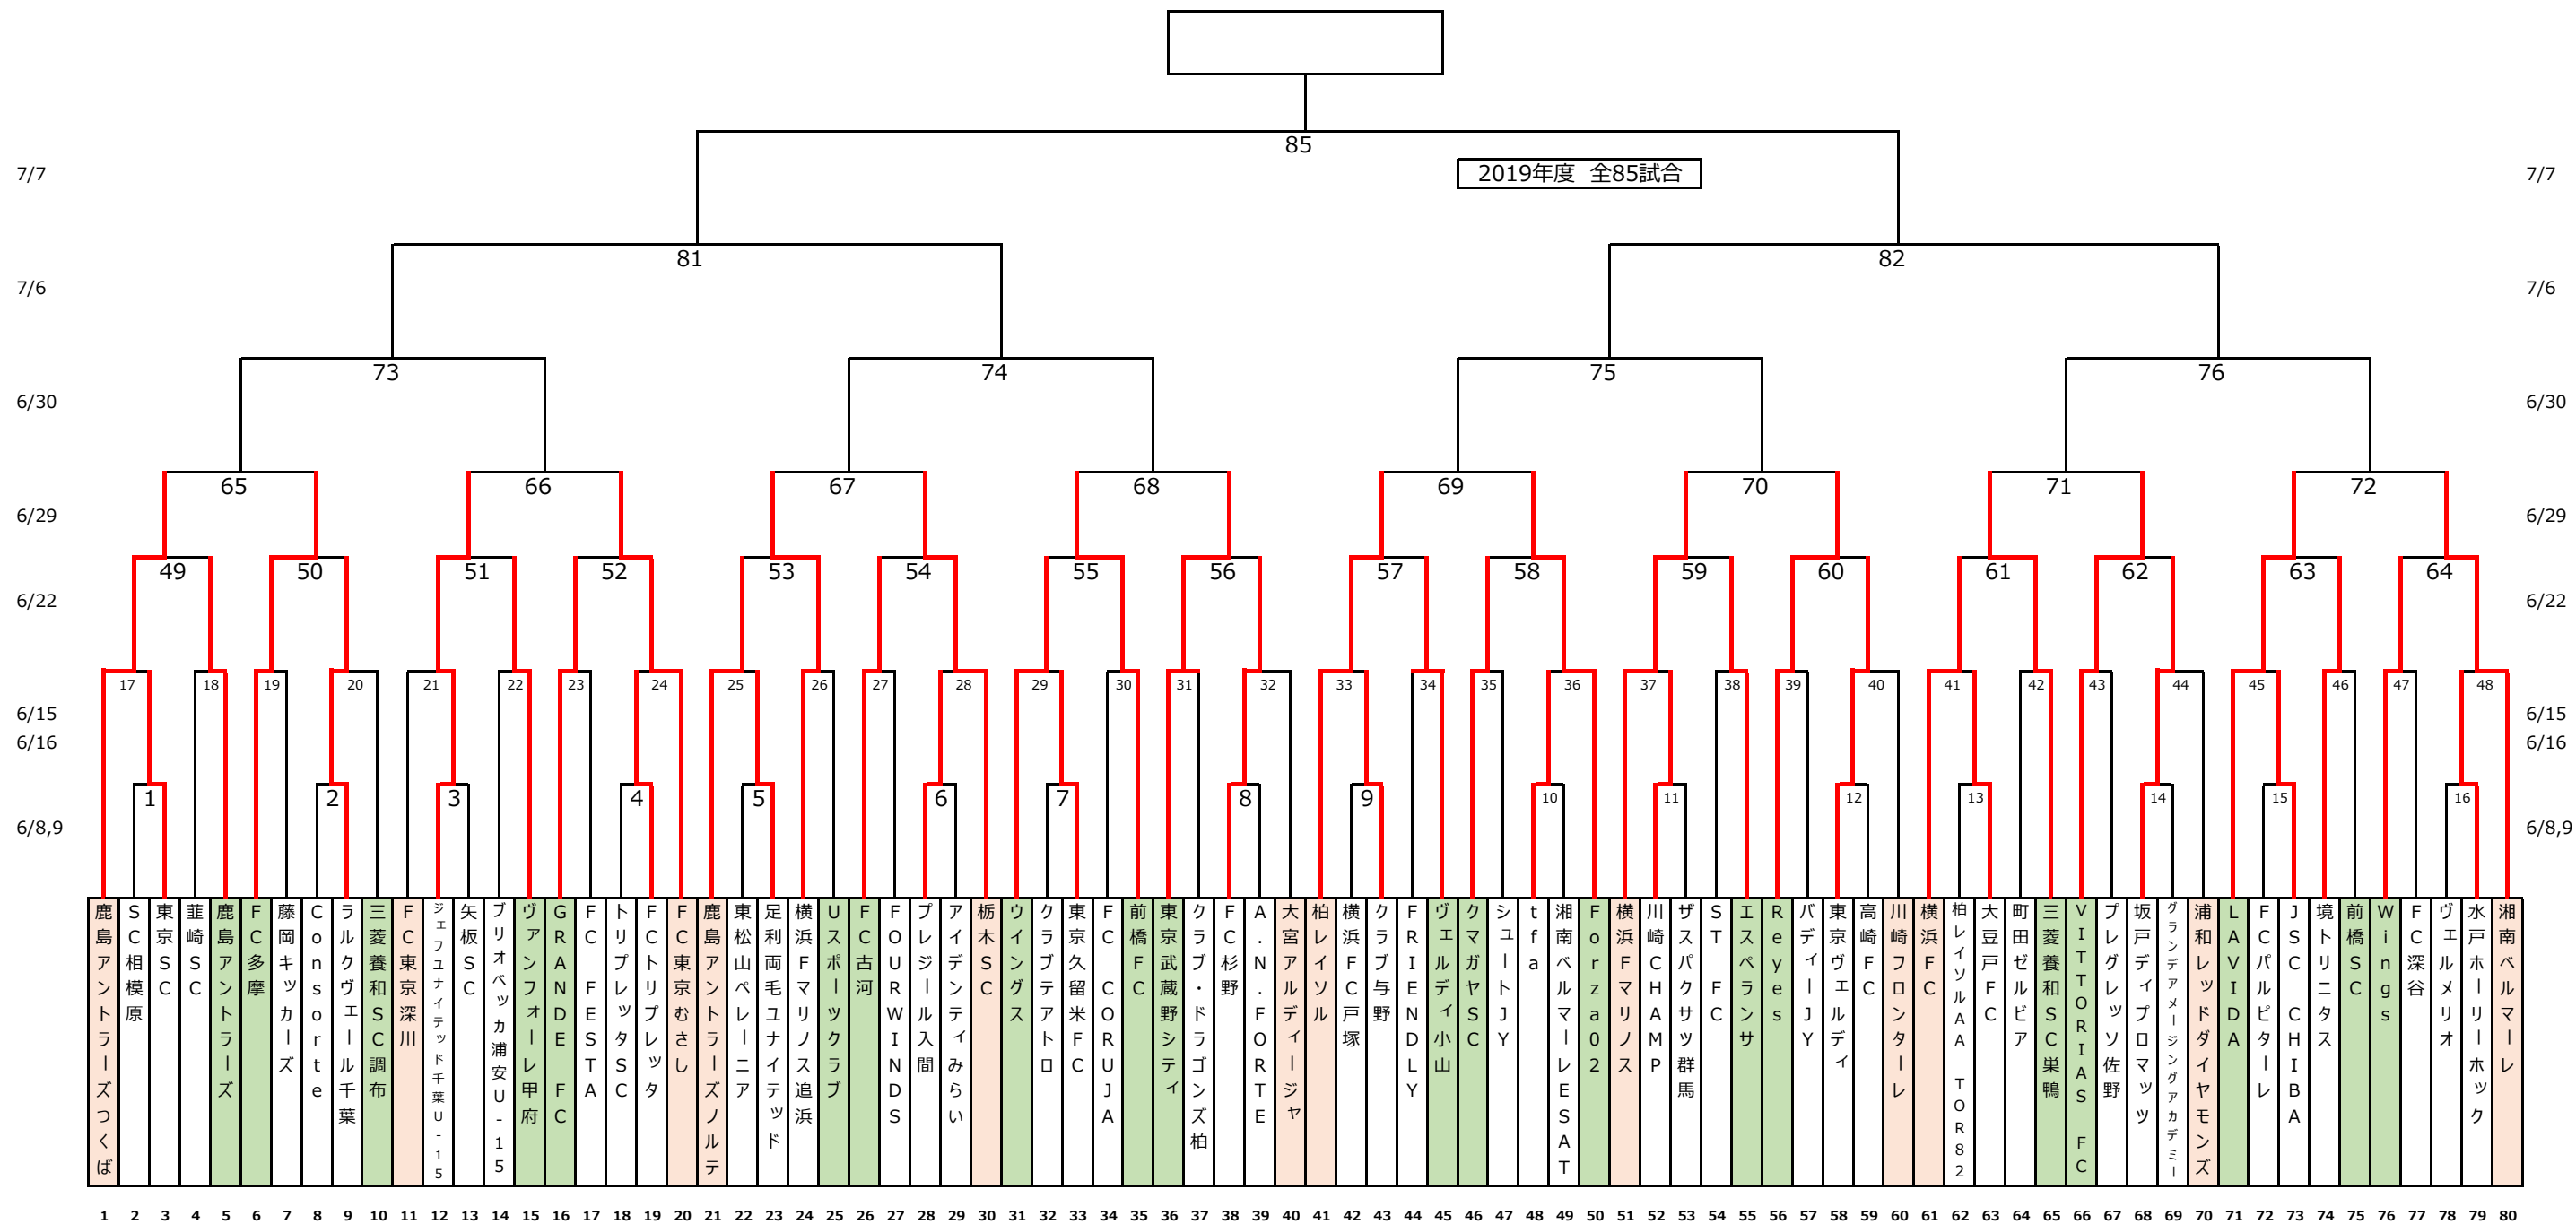 85
7/7
2019年度 全85試合
7/7
81
82
7/6
7/6
73
74
75
76
6/30
6/30
65
66
67
68
69
70
71
72
6/29
6/29
49
50
51
52
53
54
55
56
57
58
59
60
61
62
63
64
6/22
6/22
17
18
19
20
21
22
23
24
25
26
27
28
29
30
31
32
33
34
35
36
37
38
39
40
41
42
43
44
45
46
47
48
6/15
6/15
6/16
6/16
1
2
3
4
5
6
7
8
9
10
11
12
13
14
15
16
6/8,9
6/8,9
鹿島アントラーズつくば
SC相模原
東京SC
韮崎SC
鹿島アントラーズ
FC多摩
藤岡キッカーズ
Consorte
ラルクヴェール千葉
三菱養和SC調布
FC東京深川
ジェフユナイテッド千葉U-15
矢板SC
ブリオベッカ浦安U-15
ヴァンフォーレ甲府
GRANDE FC
FC FESTA
トリプレッタSC
FCトリプレッタ
FC東京むさし
鹿島アントラーズノルテ
東松山ペレーニア
足利両毛ユナイテッド
横浜Fマリノス追浜
Uスポーツクラブ
FC古河
FOURWINDS
プレジール入間
アイデンティみらい
栃木SC
ウイングス
クラブテアトロ
東京久留米FC
FC CORUJA
前橋FC
東京武蔵野シティ
クラブ・ドラゴンズ柏
FC杉野
A.N.FORTE
大宮アルディージャ
柏レイソル
横浜FC戸塚
クラブ与野
FRIENDLY
ヴェルディ小山
クマガヤSC
シュートJY
tfa
湘南ベルマーレESAT
Forza02
横浜Fマリノス
川崎CHAMP
ザスパクサツ群馬
ST FC
エスペランサ
Reyes
バディーJY
東京ヴェルディ
高崎FC
川崎フロンターレ
横浜FC
柏レイソルAA TOR82
大豆戸FC
町田ゼルビア
三菱養和SC巣鴨
VITTORIAS FC
プレグレッソ佐野
坂戸ディプロマッツ
グランデアメージングアカデミー
浦和レッドダイヤモンズ
LAVIDA
FCパルピターレ
JSC CHIBA
境トリニタス
前橋SC
Wings
FC深谷
ヴェルメリオ
水戸ホーリーホック
湘南ベルマーレ
1 2 3 4 5 6 7 8 9 10 11 12 13 14 15 16 17 18 19 20 21 22 23 24 25 26 27 28 29 30 31 32 33 34 35 36 37 38 39 40 41 42 43 44 45 46 47 48 49 50 51 52 53 54 55 56 57 58 59 60 61 62 63 64 65 66 67 68 69 70 71 72 73 74 75 76 77 78 79 80